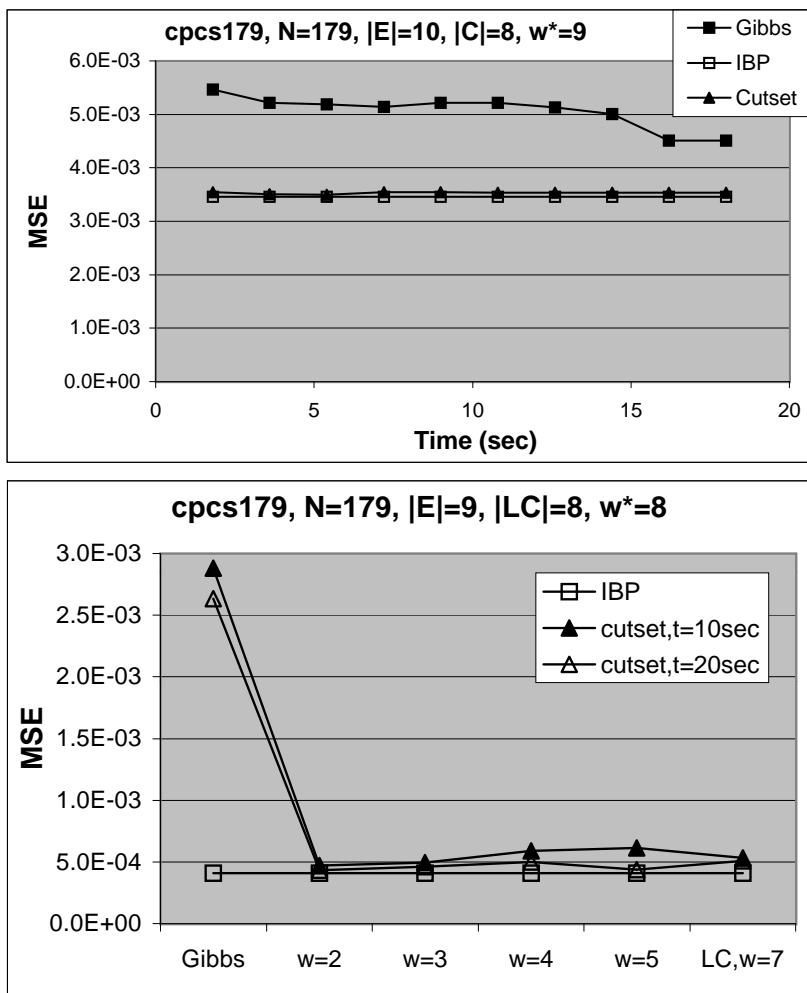 cpcs179, N=179, |E|=10, |C|=8, w*=9
Gibbs
IBP
Cutset
6.0E-03
5.0E-03
4.0E-03
3.0E-03
2.0E-03
1.0E-03
0.0E+00
MSE
0 5 10 15 20
Time (sec)
cpcs179, N=179, |E|=9, |LC|=8, w*=8
3.0E-03
2.5E-03
2.0E-03
1.5E-03
1.0E-03
5.0E-04
0.0E+00
MSE
IBP
cutset,t=10sec
cutset,t=20sec
Gibbs w=2 w=3 w=4 w=5 LC,w=7